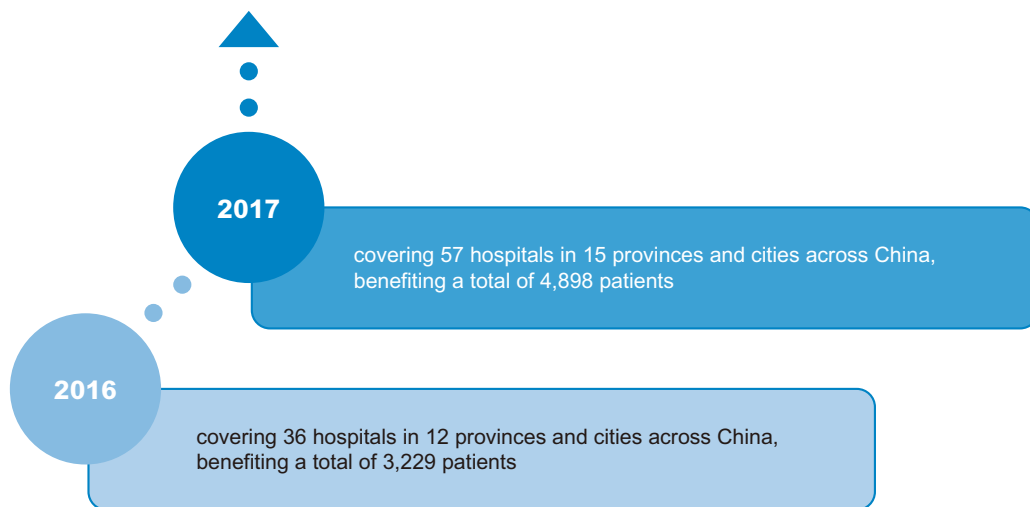 2017
covering 57 hospitals in 15 provinces and cities across China,
benefiting a total of 4,898 patients
2016
covering 36 hospitals in 12 provinces and cities across China,
benefiting a total of 3,229 patients